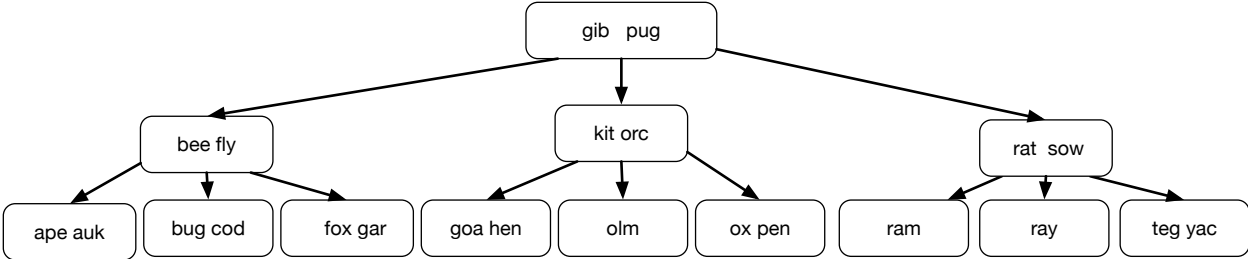 gib pug
bee fly
kit orc
rat sow
ape auk
bug cod
fox gar
goa hen
olm
ox pen
ram
ray
teg yac